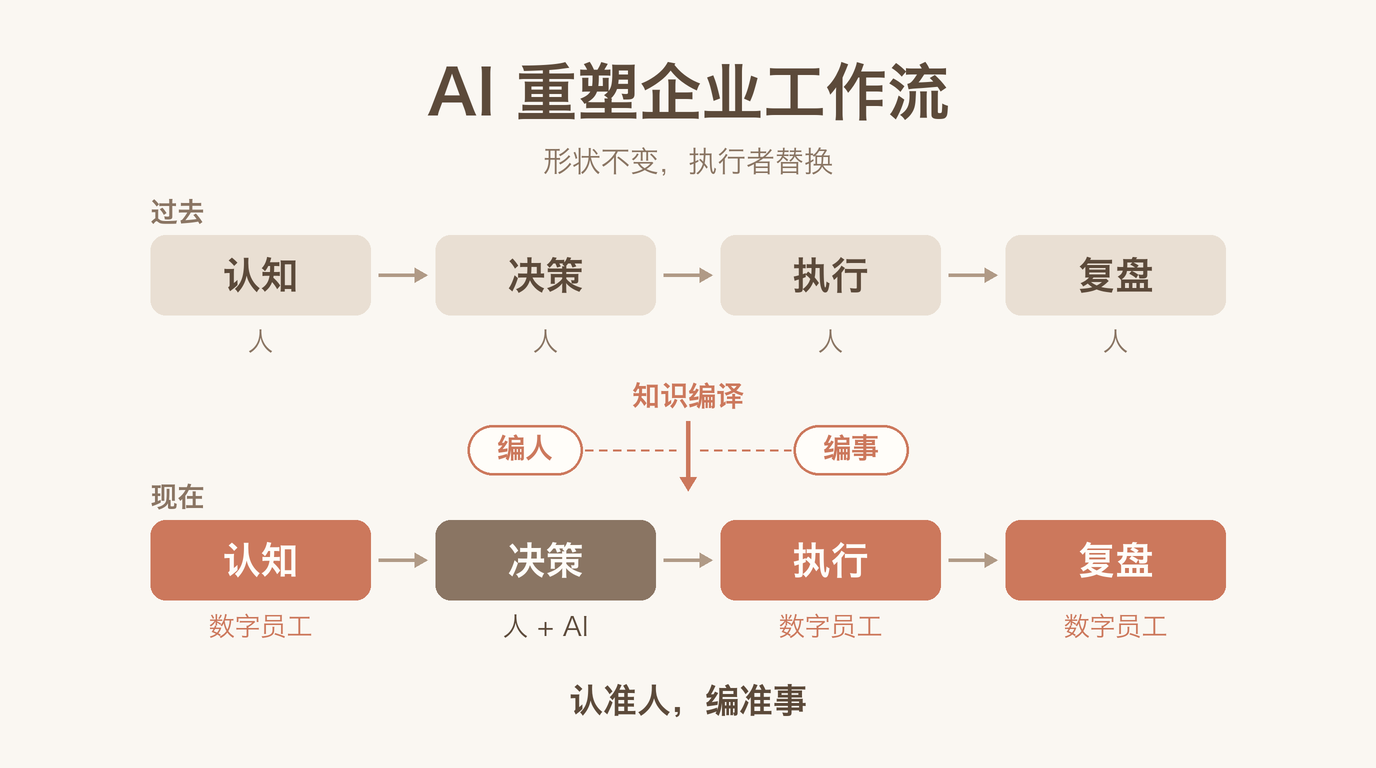 AI 重塑企业工作流
形状不变，执行者替换
过去
认知 决策 执行 复盘
人 人 人 人
知识编译
编人 编事
现在
认知 决策 执行 复盘
数字员工 人 + AI 数字员工 数字员工
认准人，编准事